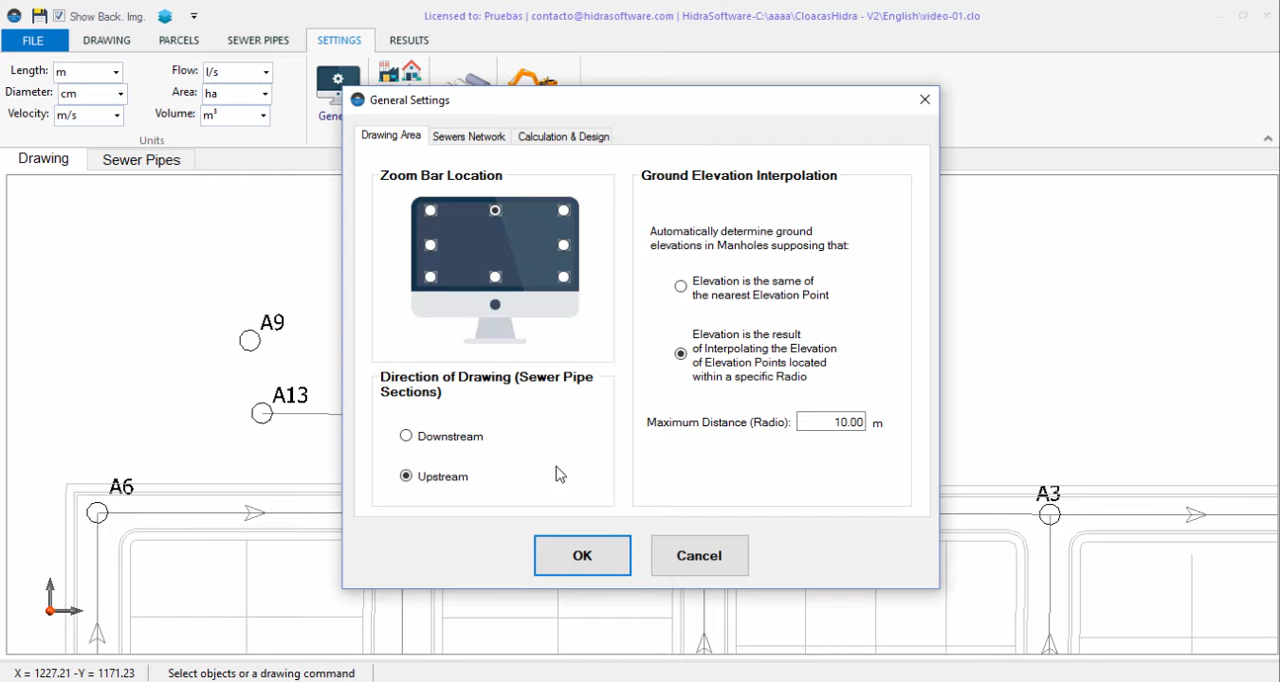 Show Back. Img.
Licensed to: Pruebas | contacto@hidrasoftware.com | HidraSoftware-C:\aaaa\CloacasHidra - V2\English\video-01.clo
FILE DRAWING PARCELS SEWER PIPES SETTINGS RESULTS
Length: m Flow: l/s
Diameter: cm Area: ha
Velocity: m/s Volume: m³
Units
Drawing Sewer Pipes
General Settings
Drawing Area Sewers Network Calculation & Design
Zoom Bar Location
Direction of Drawing (Sewer Pipe
Sections)
Downstream
Upstream
Ground Elevation Interpolation
Automatically determine ground
elevations in Manholes supposing that:
Elevation is the same of
the nearest Elevation Point
Elevation is the result
of Interpolating the Elevation
of Elevation Points located
within a specific Radio
Maximum Distance (Radio): 10.00 m
OK Cancel
A9
A13
A6
A3
X = 1227.21 -Y = 1171.23 Select objects or a drawing command